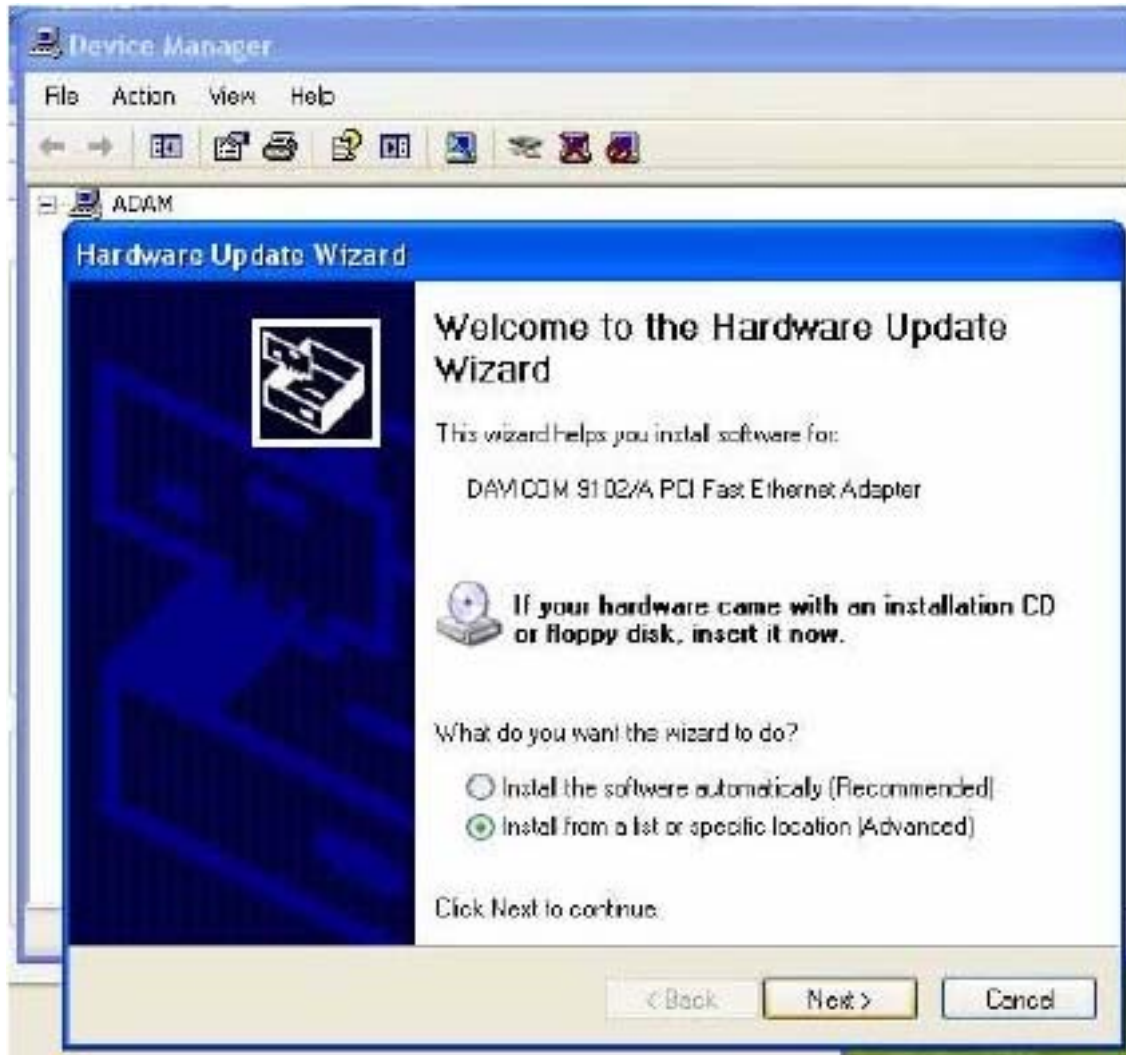 Device Manager
File Action View Help
ADAM
Hardware Update Wizard
Welcome to the Hardware Update
Wizard
This wizard helps you install software for:
DAVICOM 9102/A PCI Fast Ethernet Adapter
If your hardware came with an installation CD
or floppy disk, insert it now.
What do you want the wizard to do?
Install the software automatically (Recommended)
Install from a list or specific location (Advanced)
Click Next to continue.
< Back Next > Cancel